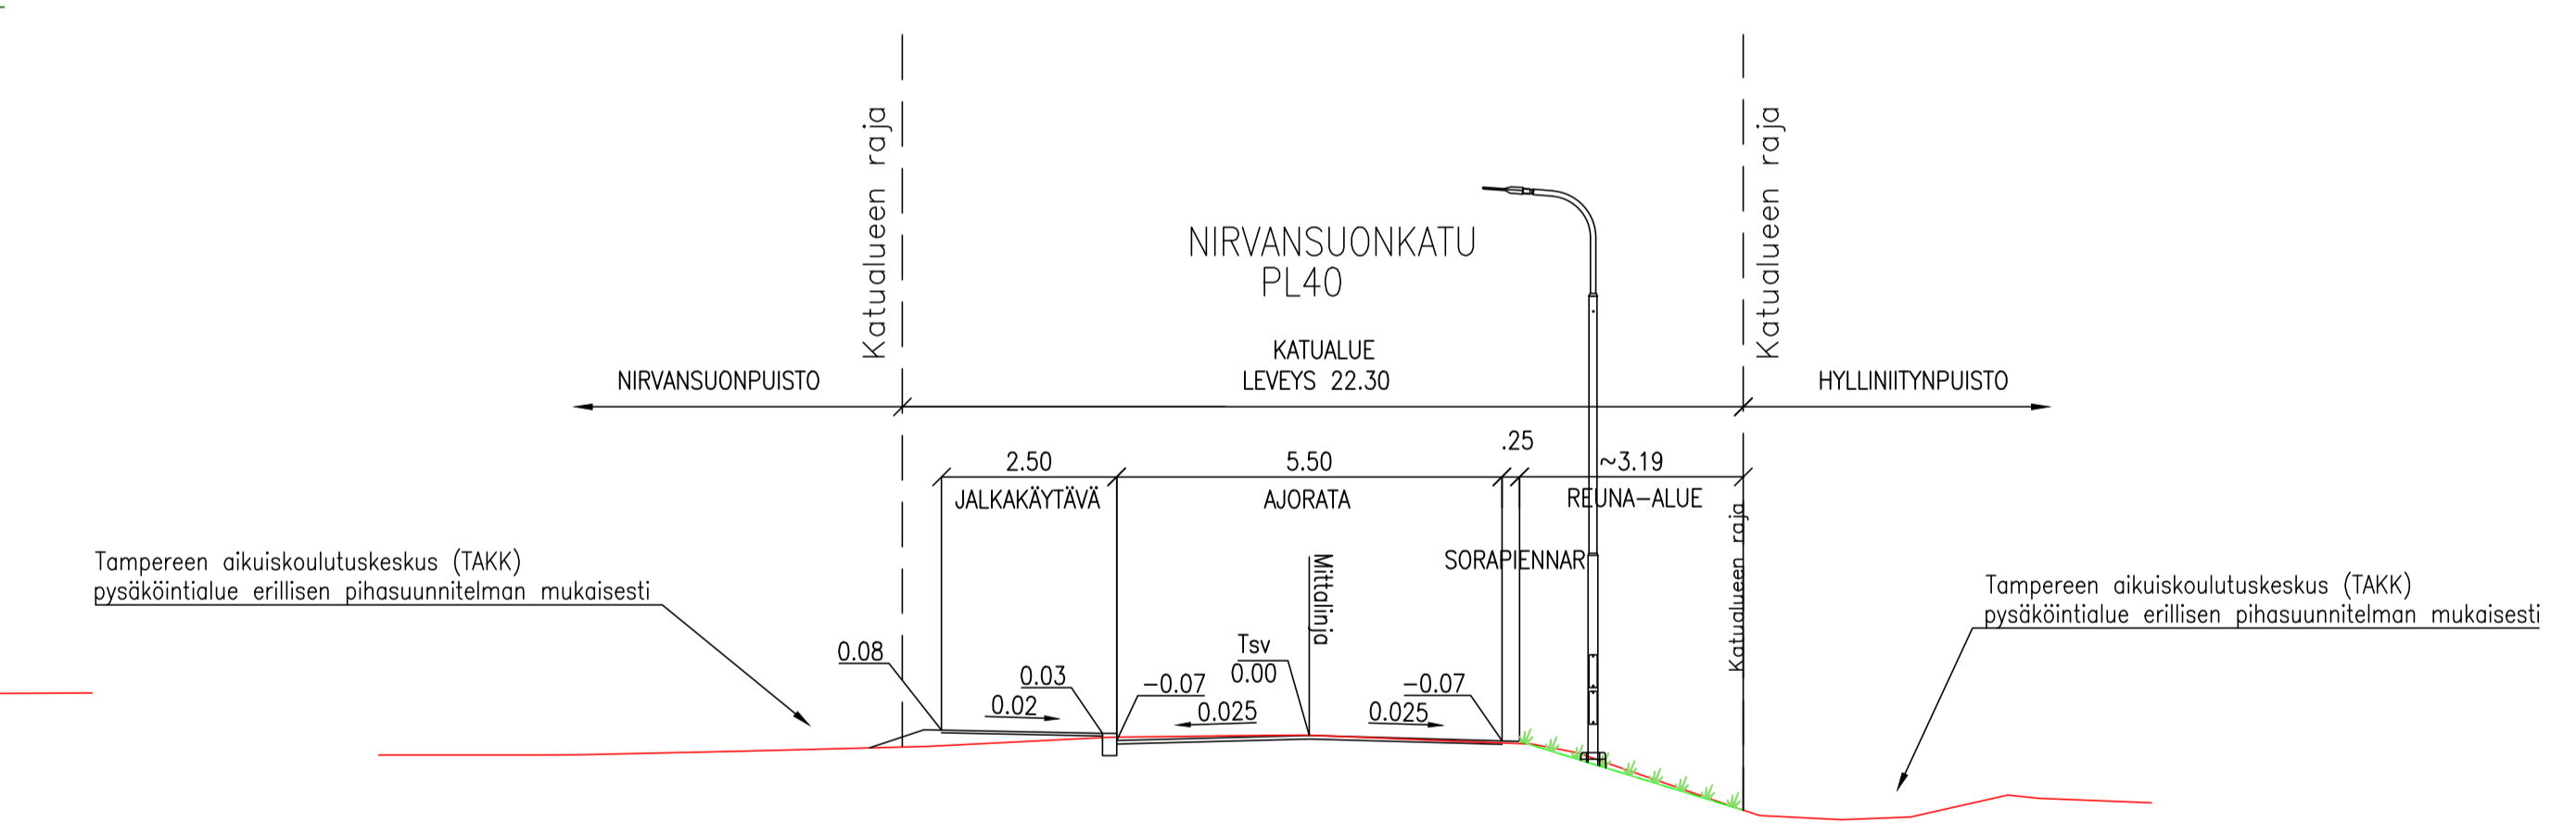 Katualueen raja
Katualueen raja
NIRVANSUONKATU
PL40
KATUALUE
NIRVANSUONPUISTO
LEVEYS 22.30
HYLLINIITYNPUISTO
.25
2.50
5.50
~3.19
JALKAKÄYTÄVÄ
AJORATA
REUNA-ALUE
SORAPIENNAR
Mittalinja
Katualueen raja
Tampereen aikuiskoulutuskeskus (TAKK)
pysäköintialue erillisen pihasuunnitelman mukaisesti
Tampereen aikuiskoulutuskeskus (TAKK)
pysäköintialue erillisen pihasuunnitelman mukaisesti
0.08
0.03
0.02
-0.07
0.025
Tsv
0.00
-0.07
0.025